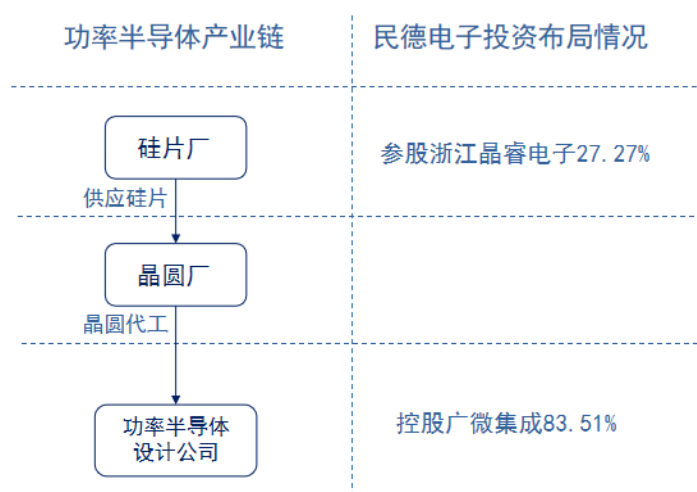 功率半导体产业链
民德电子投资布局情况
硅片厂
参股浙江晶睿电子27.27%
供应硅片
晶圆厂
晶圆代工
功率半导体
设计公司
控股广微集成83.51%